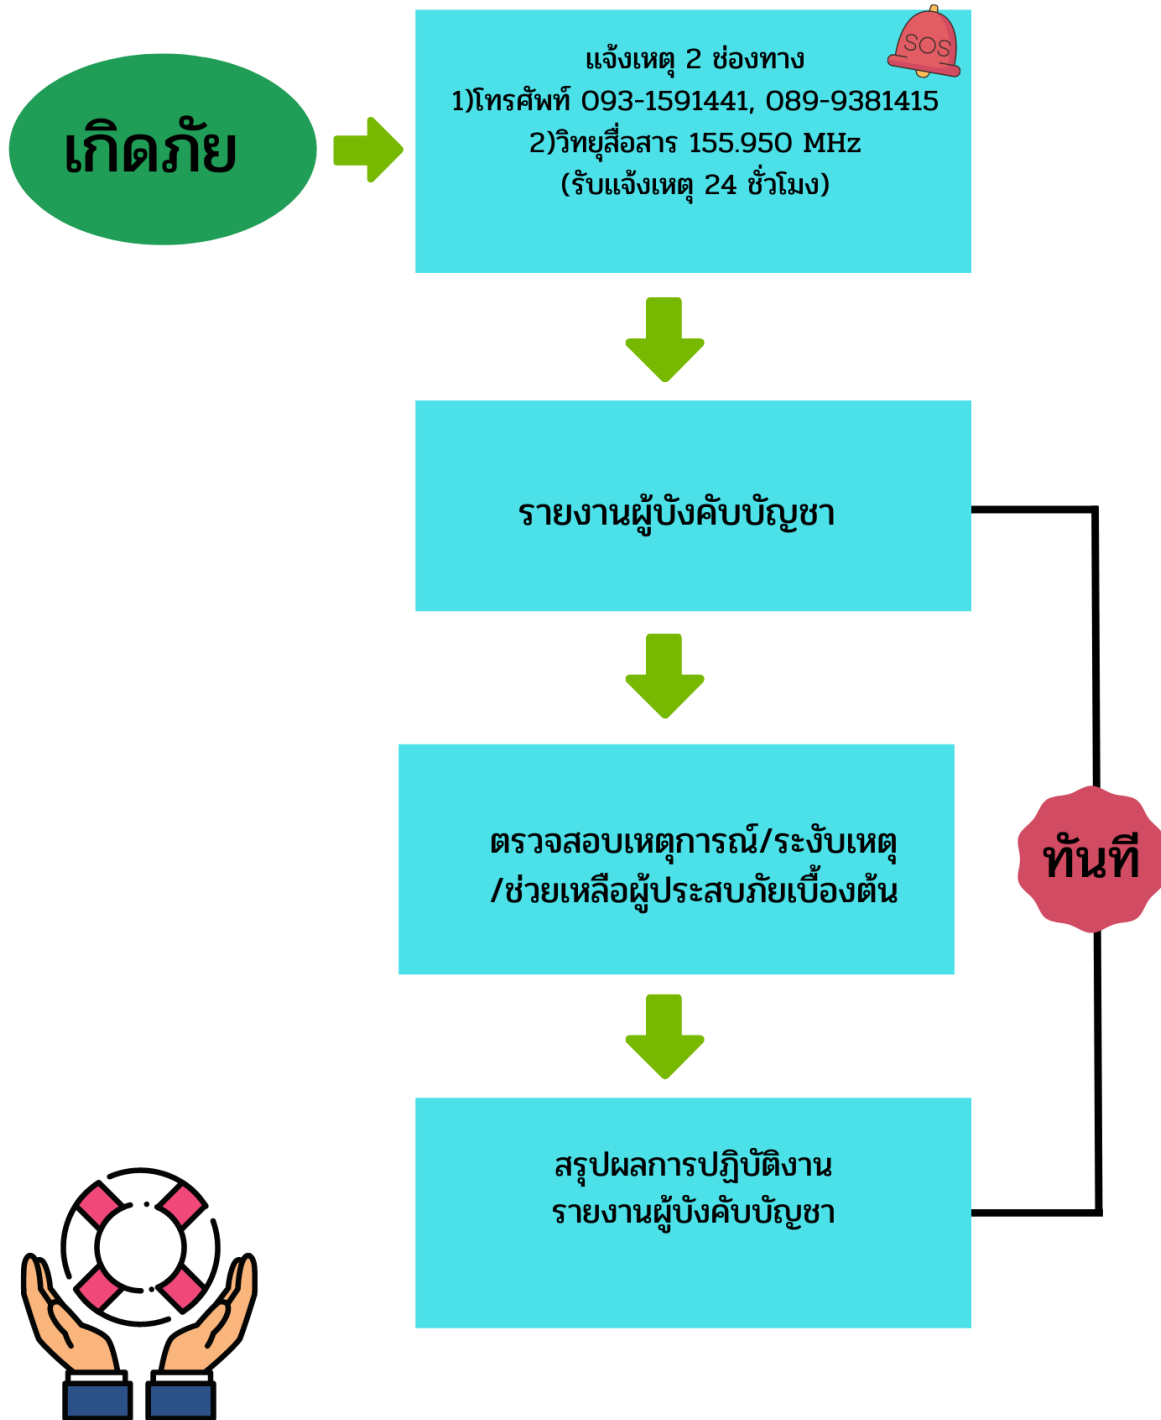 เกิดภัย
SOS
แจ้งเหตุ 2 ช่องทาง
1)โทรศัพท์ 093-1591441, 089-9381415
2)วิทยุสื่อสาร 155.950 MHz
(รับแจ้งเหตุ 24 ชั่วโมง)
รายงานผู้บังคับบัญชา
ตรวจสอบเหตุการณ์/ระงับเหตุ
/ช่วยเหลือผู้ประสบภัยเบื้องต้น
ทันที
สรุปผลการปฏิบัติงาน
รายงานผู้บังคับบัญชา